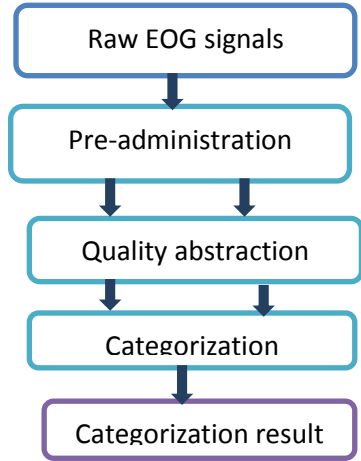 Raw EOG signals
Pre-administration
Quality abstraction
Categorization
Categorization result